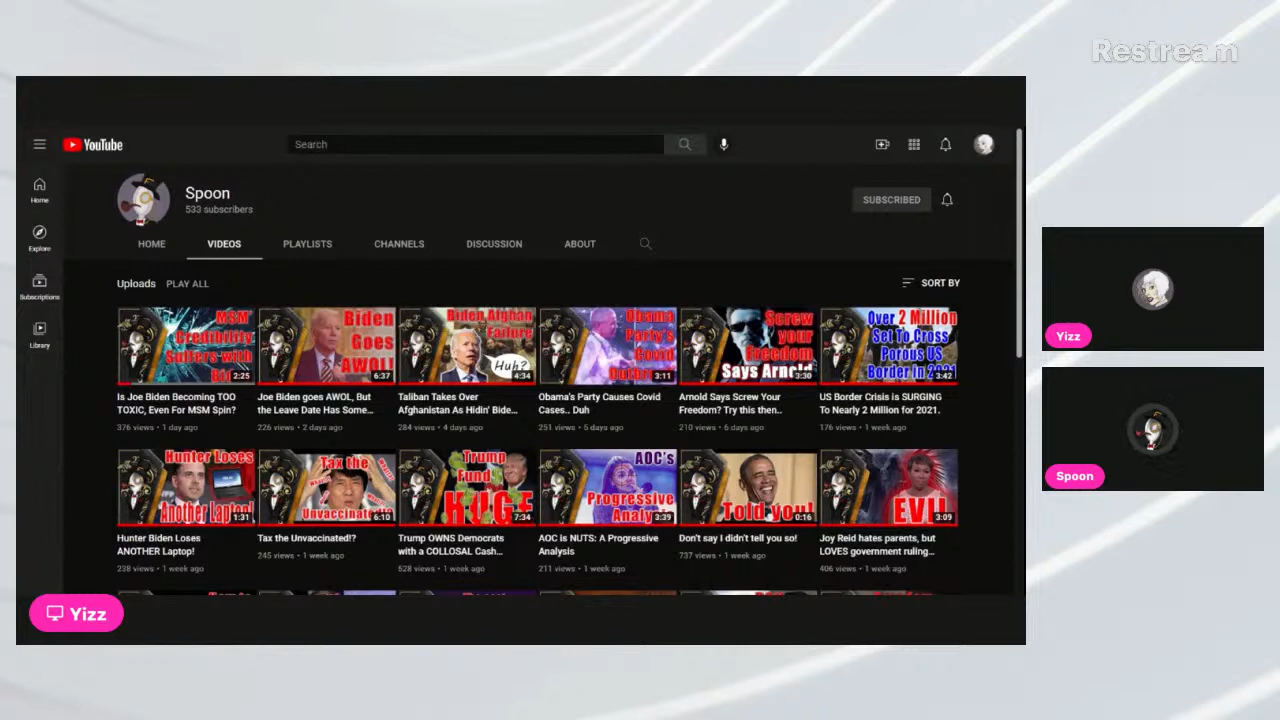 Restream
YouTube
Search
Home
Explore
Subscriptions
Library
Spoon
533 subscribers
SUBSCRIBED
HOME
VIDEOS
PLAYLISTS
CHANNELS
DISCUSSION
ABOUT
Uploads
PLAY ALL
SORT BY
MSM
Credibility
Suffers with
2:25
Is Joe Biden Becoming TOO
TOXIC, Even For MSM Spin?
376 views • 1 day ago
Biden
Goes
AWOL!
6:37
Joe Biden goes AWOL, But
the Leave Date Has Some...
226 views • 2 days ago
Biden Afghan
Failure
Huh?
4:34
Taliban Takes Over
Afghanistan As Hidin' Bide...
284 views • 4 days ago
Obama
Party's
Covid
3:11
Obama's Party Causes Covid
Cases.. Duh
251 views • 5 days ago
Screw
your
Freedom
Says Arnold
3:30
Arnold Says Screw Your
Freedom? Try this then..
210 views • 6 days ago
Over 2 Million
Set To Cross
Porous US
Border in 2021
3:42
US Border Crisis is SURGING
To Nearly 2 Million for 2021.
176 views • 1 week ago
Hunter Loses
Another Laptop!
1:31
Hunter Biden Loses
ANOTHER Laptop!
238 views • 1 week ago
Tax the
Unvaccinated
6:10
Tax the Unvaccinated!?
245 views • 1 week ago
Trump
Fund
HUGE
7:34
Trump OWNS Democrats
with a COLLOSAL Cash...
528 views • 1 week ago
AOC's
Progressive
3:39
AOC is NUTS: A Progressive
Analysis
211 views • 1 week ago
Told you!
0:16
Don't say I didn't tell you so!
737 views • 1 week ago
EVIL
3:09
Joy Reid hates parents, but
LOVES government ruling...
406 views • 1 week ago
Yizz
Yizz
Spoon